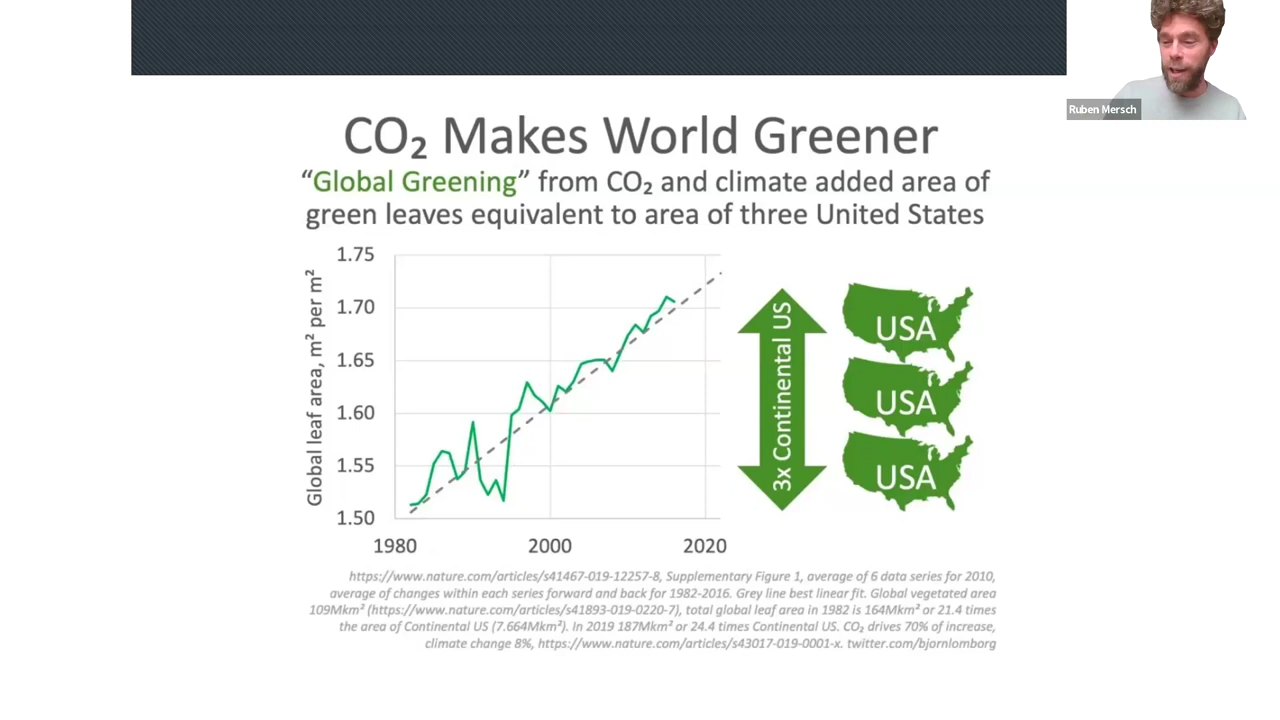 Ruben Mersch
CO₂ Makes World Greener
“Global Greening” from CO₂ and climate added area of
green leaves equivalent to area of three United States
Global leaf area, m² per m²
1.75
1.70
1.65
1.60
1.55
1.50
1980
2000
2020
3x Continental US
USA
USA
USA
https://www.nature.com/articles/s41467-019-12257-8, Supplementary Figure 1, average of 6 data series for 2010,
average of changes within each series forward and back for 1982-2016. Grey line best linear fit. Global vegetated area
109Mkm² (https://www.nature.com/articles/s41893-019-0220-7), total global leaf area in 1982 is 164Mkm² or 21.4 times
the area of Continental US (7.664Mkm²). In 2019 187Mkm² or 24.4 times Continental US. CO₂ drives 70% of increase,
climate change 8%, https://www.nature.com/articles/s43017-019-0001-x. twitter.com/bjornlomborg